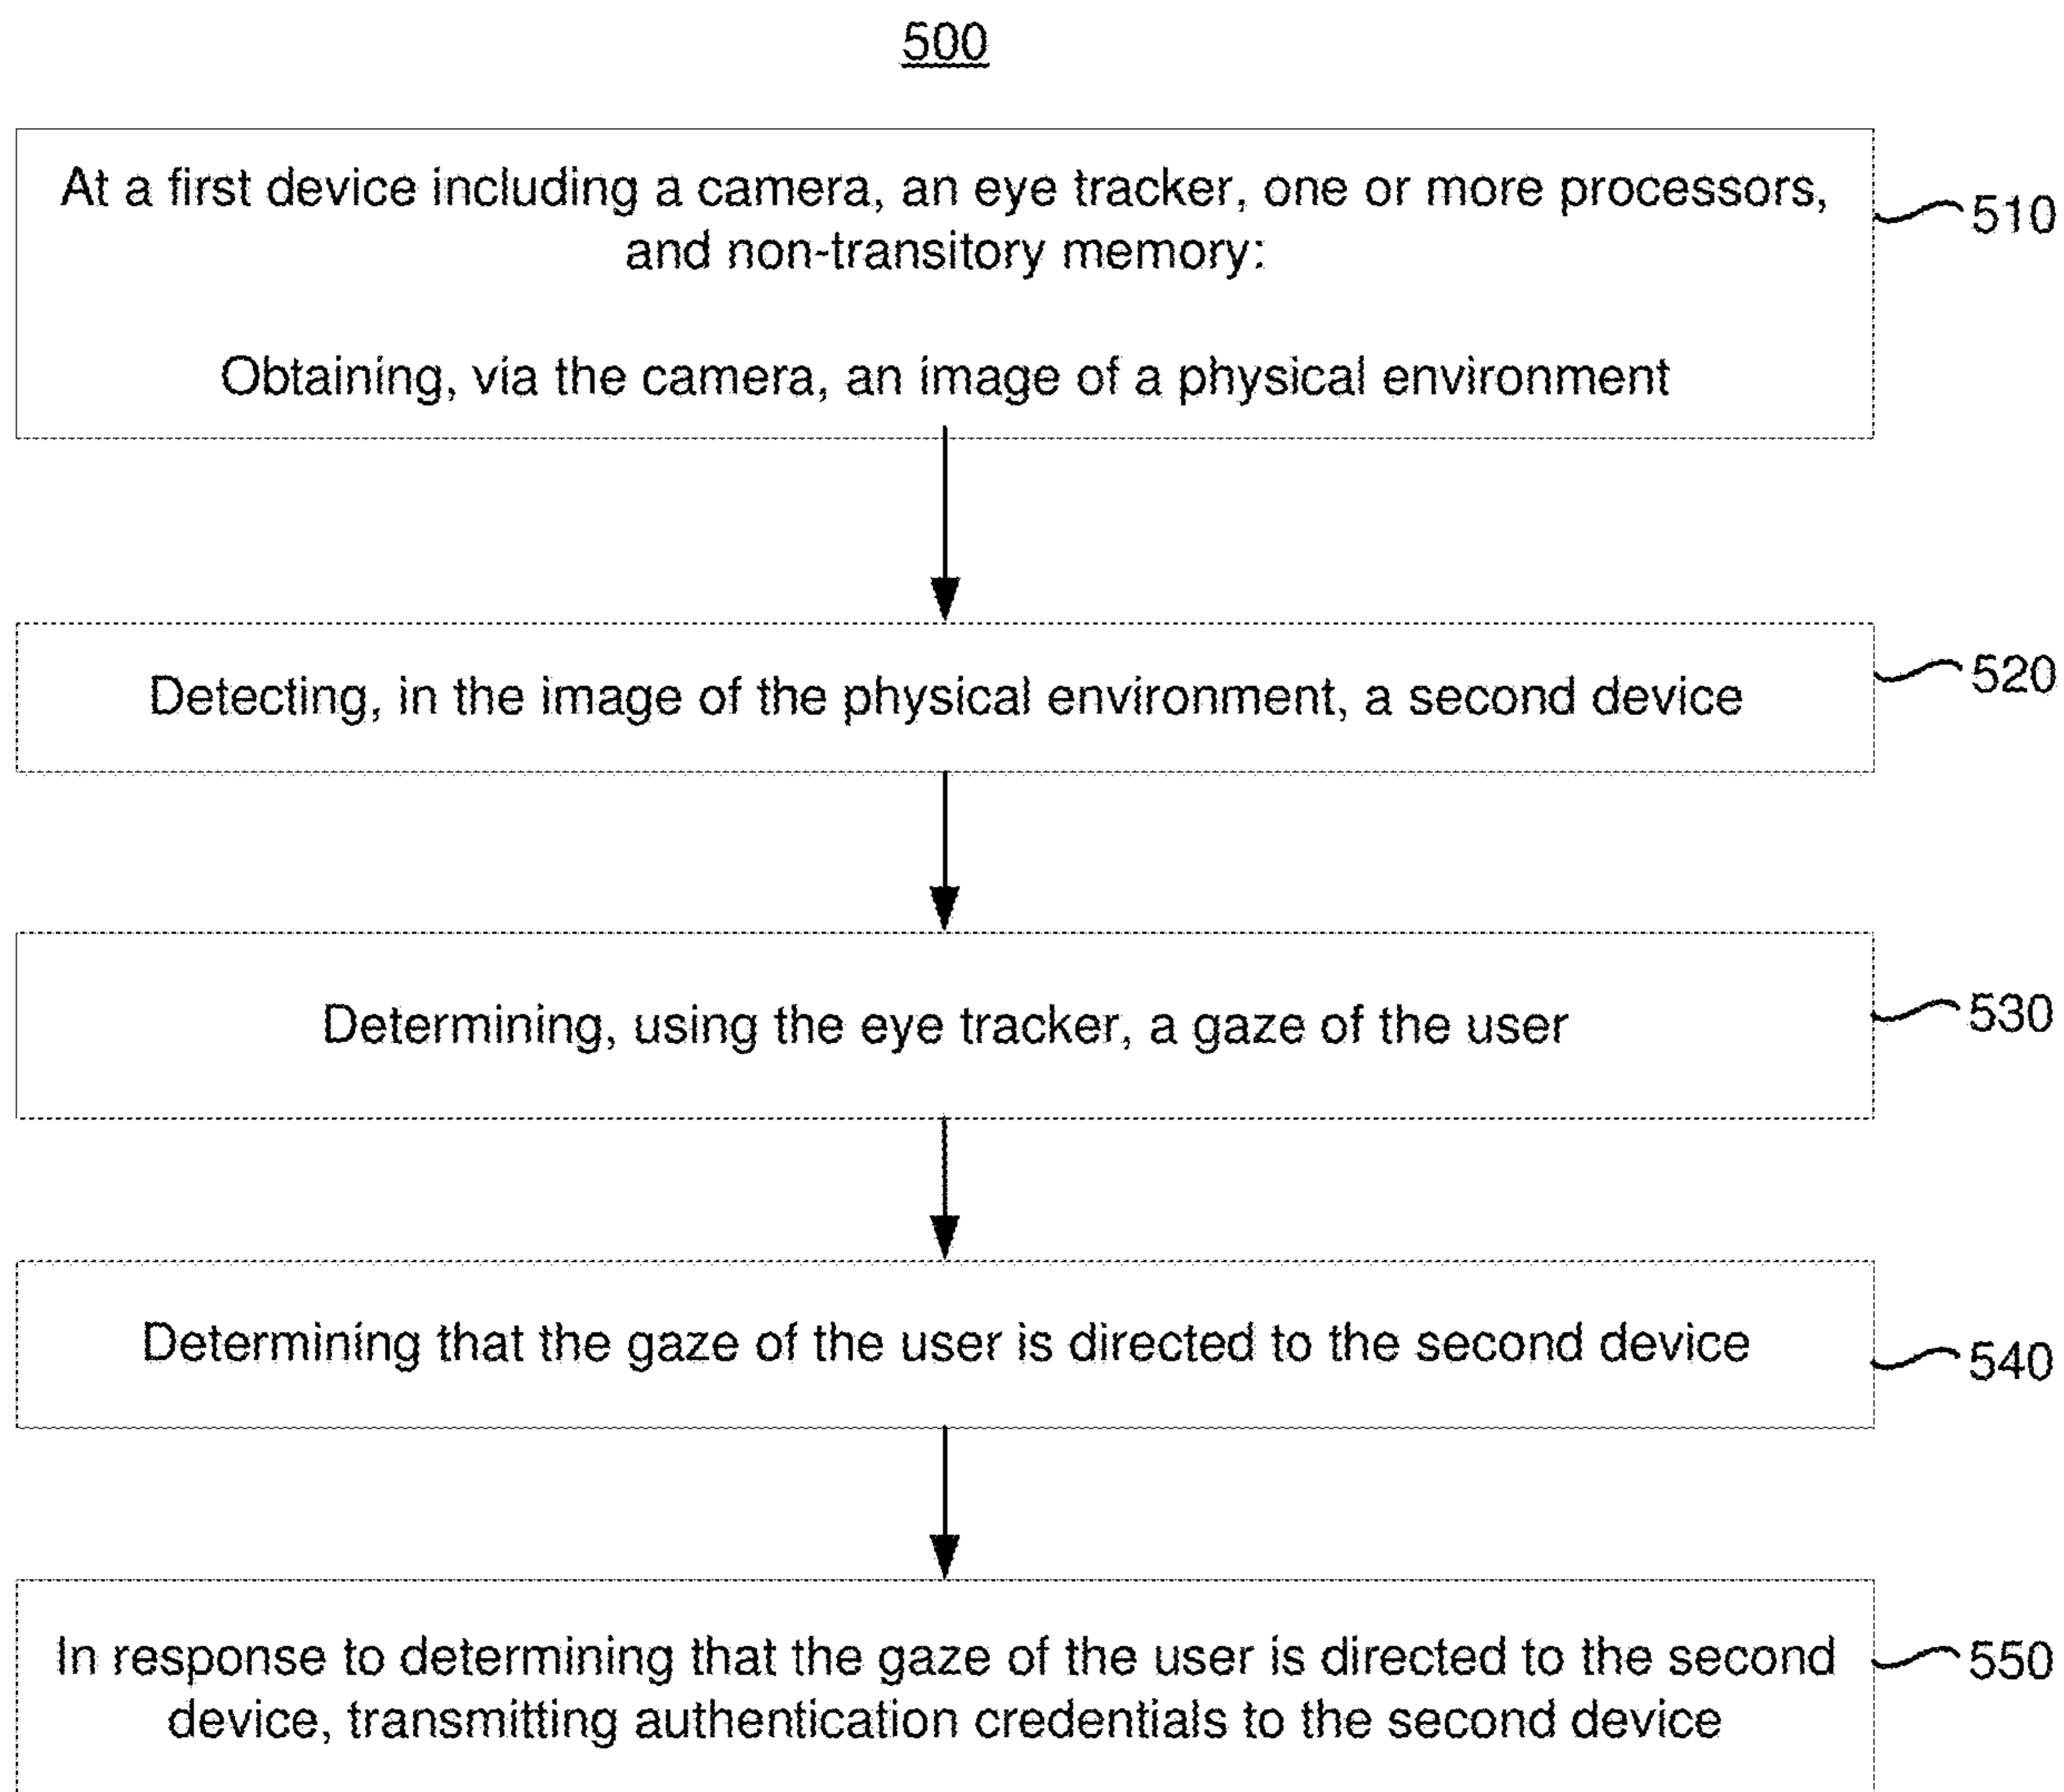 500
At a first device including a camera, an eye tracker, one or more processors,
and non-transitory memory:
Obtaining, via the camera, an image of a physical environment
510
Detecting, in the image of the physical environment, a second device
520
Determining, using the eye tracker, a gaze of the user
530
Determining that the gaze of the user is directed to the second device
540
In response to determining that the gaze of the user is directed to the second
device, transmitting authentication credentials to the second device
550